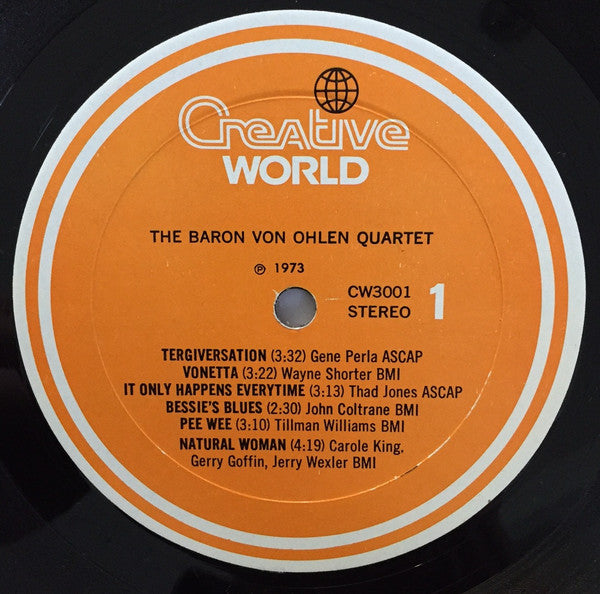 Creative
WORLD
THE BARON VON OHLEN QUARTET
℗ 1973
CW3001 1
STEREO
TERGIVERSATION (3:32) Gene Perla ASCAP
VONETTA (3:22) Wayne Shorter BMI
IT ONLY HAPPENS EVERYTIME (3:13) Thad Jones ASCAP
BESSIE'S BLUES (2:30) John Coltrane BMI
PEE WEE (3:10) Tillman Williams BMI
NATURAL WOMAN (4:19) Carole King,
Gerry Goffin, Jerry Wexler BMI